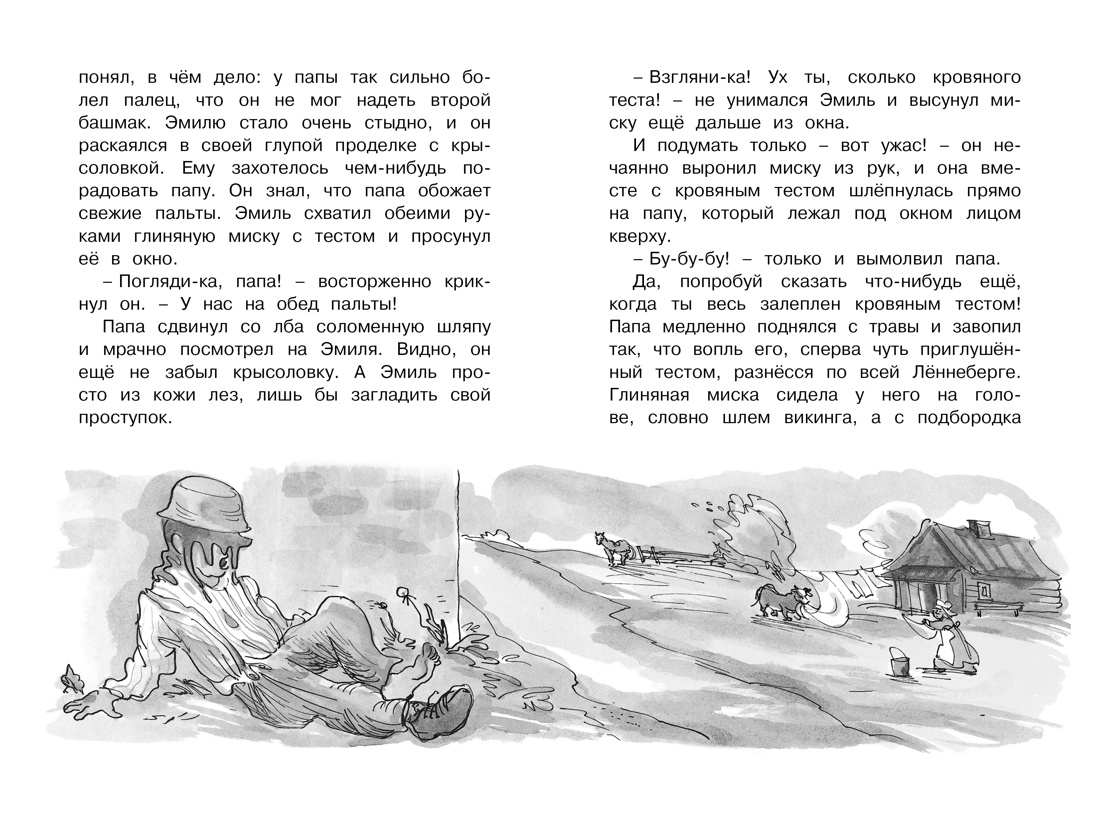 понял, в чём дело: у папы так сильно бо-
лел палец, что он не мог надеть второй
башмак. Эмилю стало очень стыдно, и он
раскаялся в своей глупой проделке с кры-
соловкой. Ему захотелось чем-нибудь по-
радовать папу. Он знал, что папа обожает
свежие пальты. Эмиль схватил обеими ру-
ками глиняную миску с тестом и просунул
её в окно.
– Погляди-ка, папа! – восторженно крик-
нул он. – У нас на обед пальты!
Папа сдвинул со лба соломенную шляпу
и мрачно посмотрел на Эмиля. Видно, он
ещё не забыл крысоловку. А Эмиль про-
сто из кожи лез, лишь бы загладить свой
проступок.
– Взгляни-ка! Ух ты, сколько кровяного
теста! – не унимался Эмиль и высунул ми-
ску ещё дальше из окна.
И подумать только – вот ужас! – он не-
чаянно выронил миску из рук, и она вме-
сте с кровяным тестом шлёпнулась прямо
на папу, который лежал под окном лицом
кверху.
– Бу-бу-бу! – только и вымолвил папа.
Да, попробуй сказать что-нибудь ещё,
когда ты весь залеплен кровяным тестом!
Папа медленно поднялся с травы и завопил
так, что вопль его, сперва чуть приглушён-
ный тестом, разнёсся по всей Лённеберге.
Глиняная миска сидела у него на голо-
ве, словно шлем викинга, а с подбородка